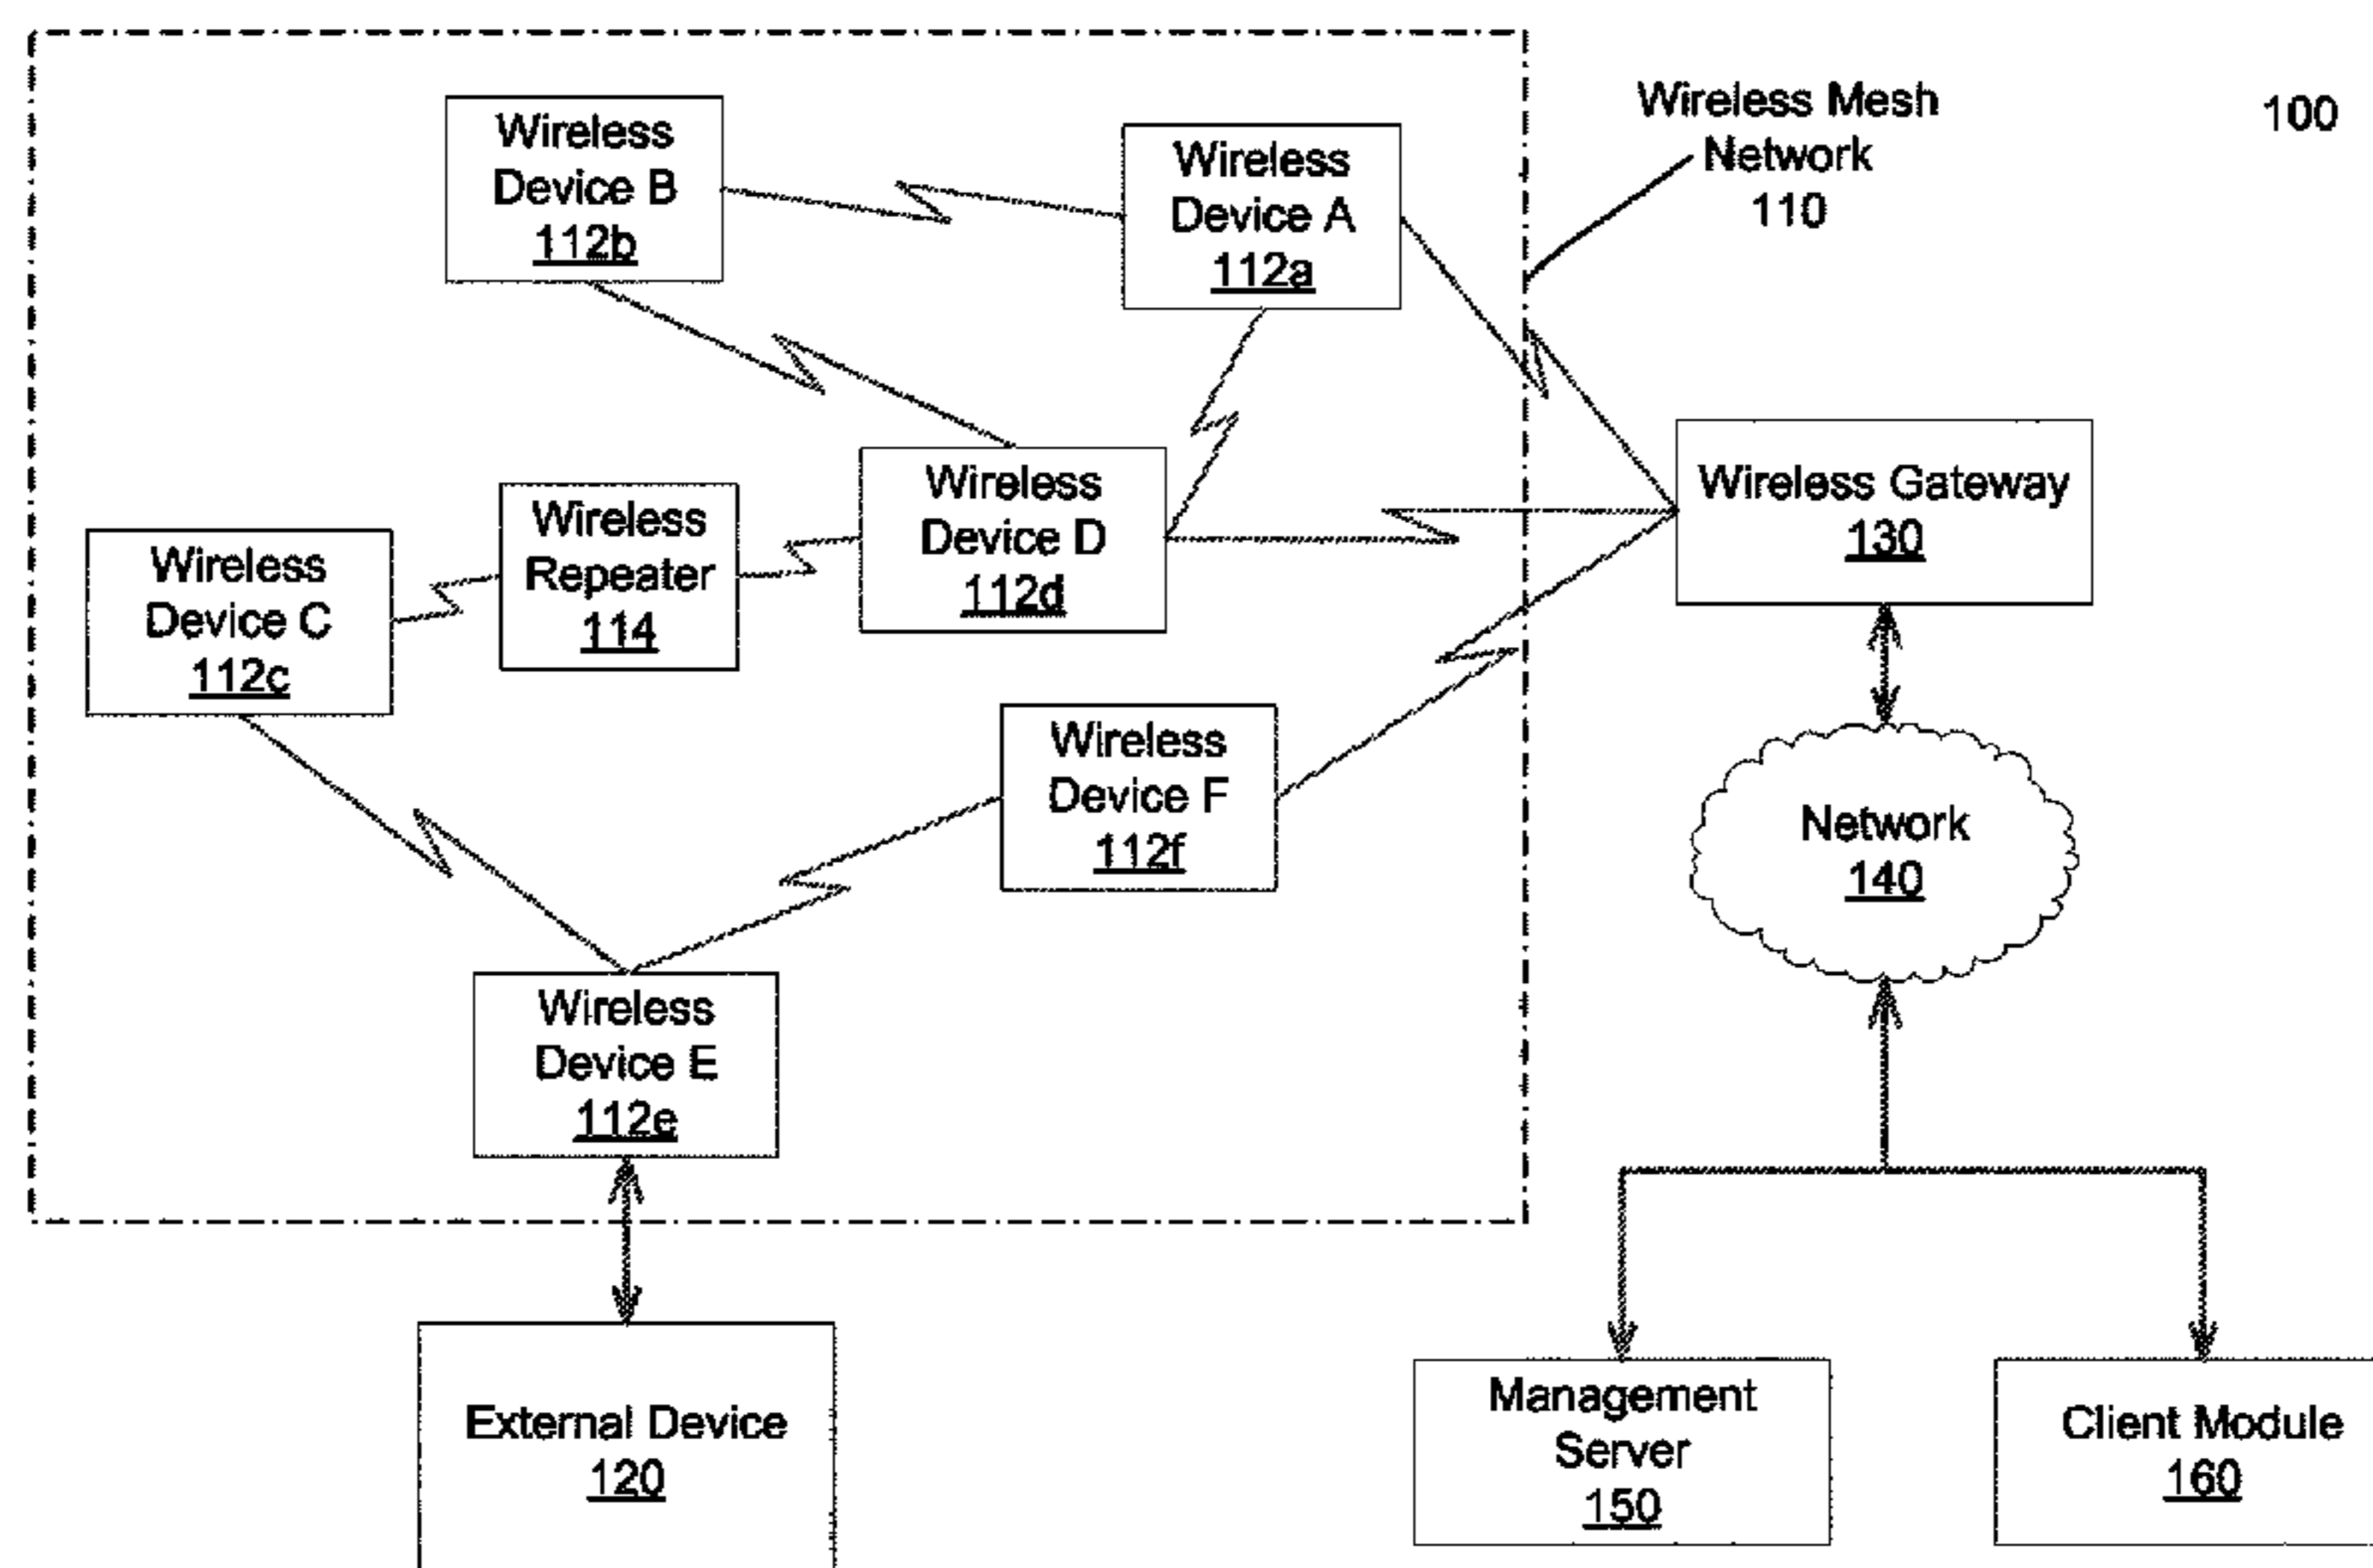 Wireless Mesh
Network
110
100
Wireless
Device B
112b
Wireless
Device A
112a
Wireless
Device D
112d
Wireless Gateway
130
Wireless
Repeater
114
Wireless
Device C
112c
Wireless
Device F
112f
Network
140
Wireless
Device E
112e
External Device
120
Management
Server
150
Client Module
160